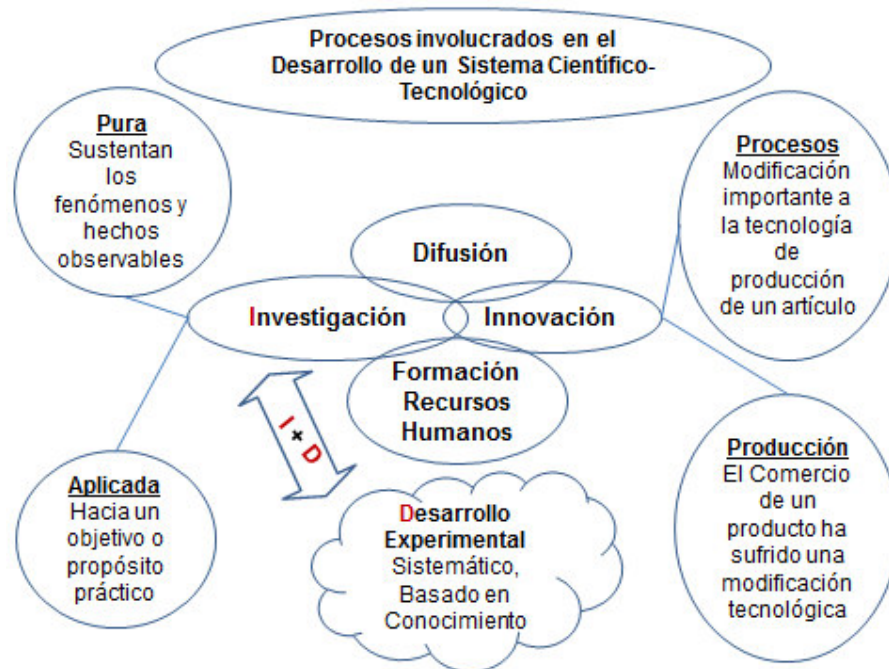 Procesos involucrados en el
Desarrollo de un Sistema Científico-
Tecnológico
Pura
Sustentan
los
fenómenos y
hechos
observables
Procesos
Modificación
importante a
la tecnología
de
producción
de un artículo
Difusión
Investigación
Innovación
Formación
Recursos
Humanos
I + D
Aplicada
Hacia un
objetivo o
propósito
práctico
Desarrollo
Experimental
Sistemático,
Basado en
Conocimiento
Producción
El Comercio
de un
producto ha
sufrido una
modificación
tecnológica